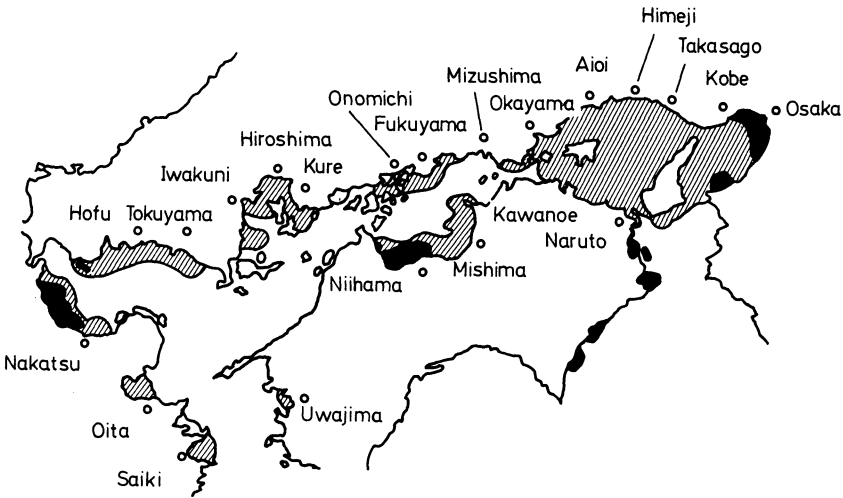 Himeji
Takasago
Aioi
Kobe
Mizushima
Okayama
Osaka
Onomichi
Fukuyama
Hiroshima
Kure
Iwakuni
Hofu
Tokuyama
Kawanoe
Naruto
Mishima
Niihama
Nakatsu
Uwajima
Oita
Saiki